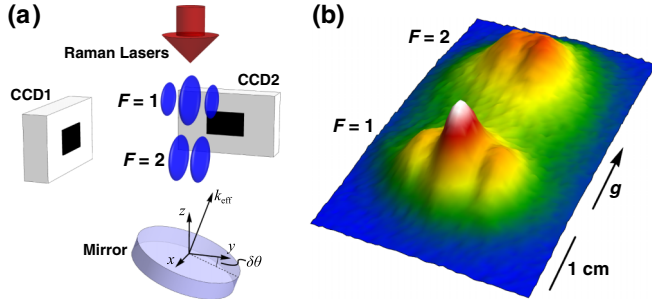 (a)
Raman Lasers
CCD1
CCD2
F = 1
F = 2
k_eff
z
y
x
δθ
Mirror
(b)
F = 2
F = 1
g
1 cm